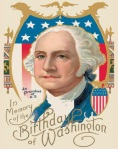 In
Memory
of the
Birthday
of Washington